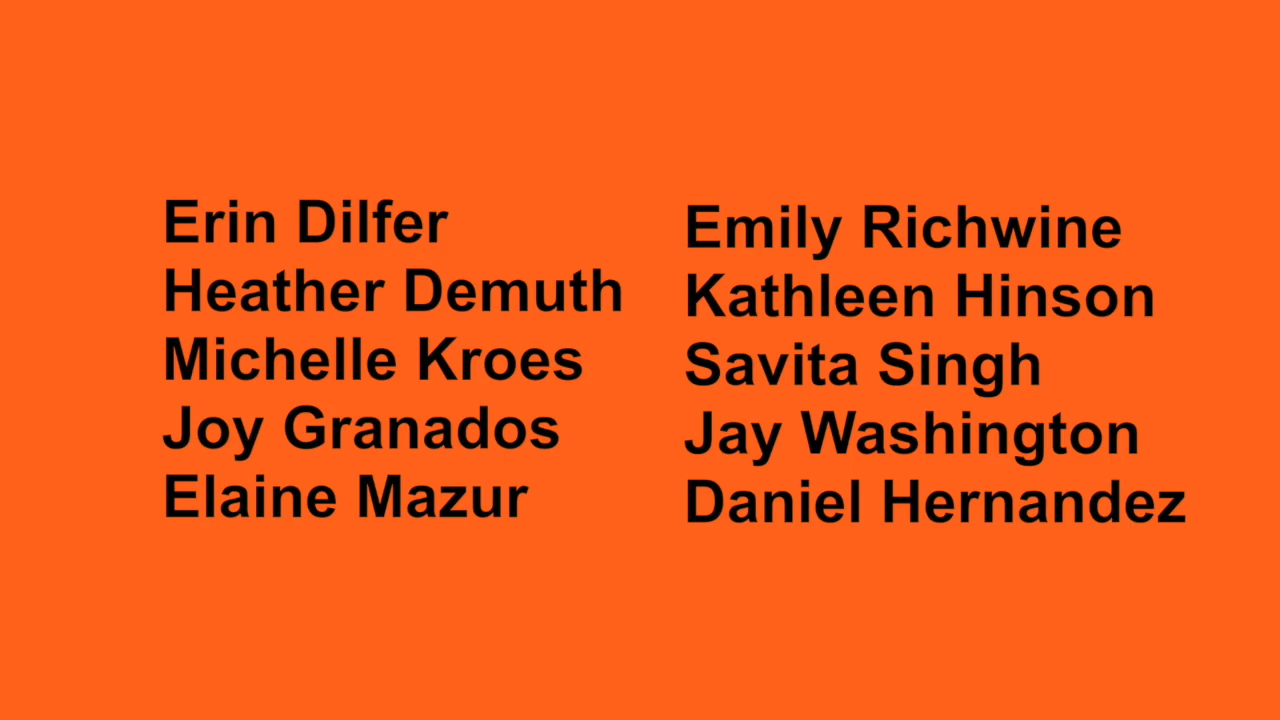 Erin Dilfer
Heather Demuth
Michelle Kroes
Joy Granados
Elaine Mazur
Emily Richwine
Kathleen Hinson
Savita Singh
Jay Washington
Daniel Hernandez